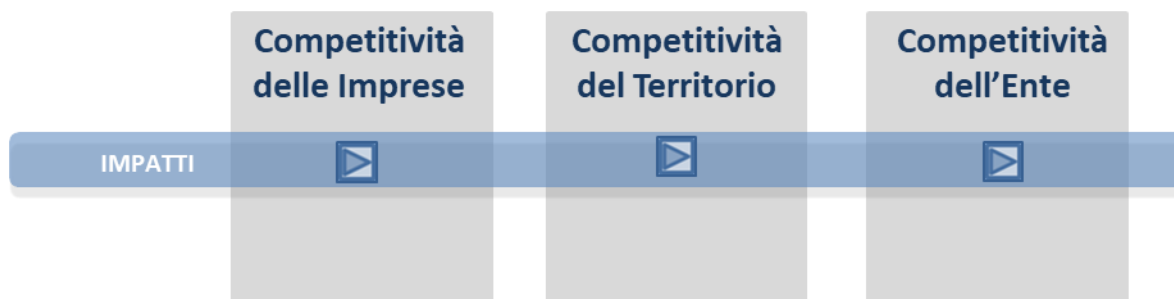 Competitività
delle Imprese
Competitività
del Territorio
Competitività
dell’Ente
IMPATTI